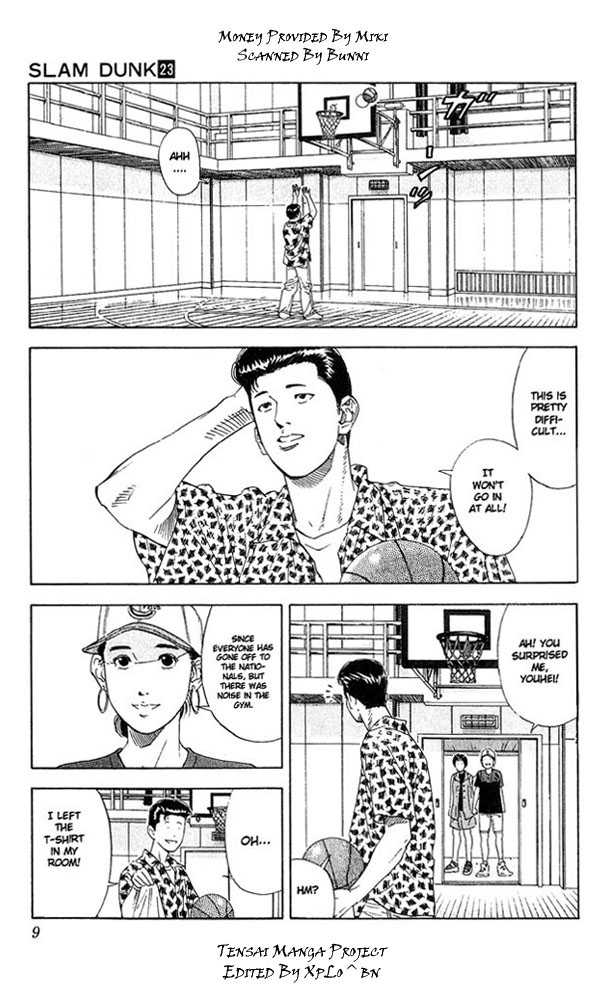 Money Provided By Miki
Scanned By Bunni
SLAM DUNK 23
ガッ
AHH
....
THIS IS
PRETTY
DIFFI-
CULT...
IT
WON'T
GO IN
AT ALL!
AH! YOU
SURPRISED
ME,
YOUHEI!
HM?
SINCE
EVERYONE HAS
GONE OFF TO
THE NATIO-
NALS, BUT
THERE WAS
NOISE IN THE
GYM.
OH...
I LEFT
THE
T-SHIRT
IN MY
ROOM!
9
Tensai Manga Project
Edited By XpLo^bn